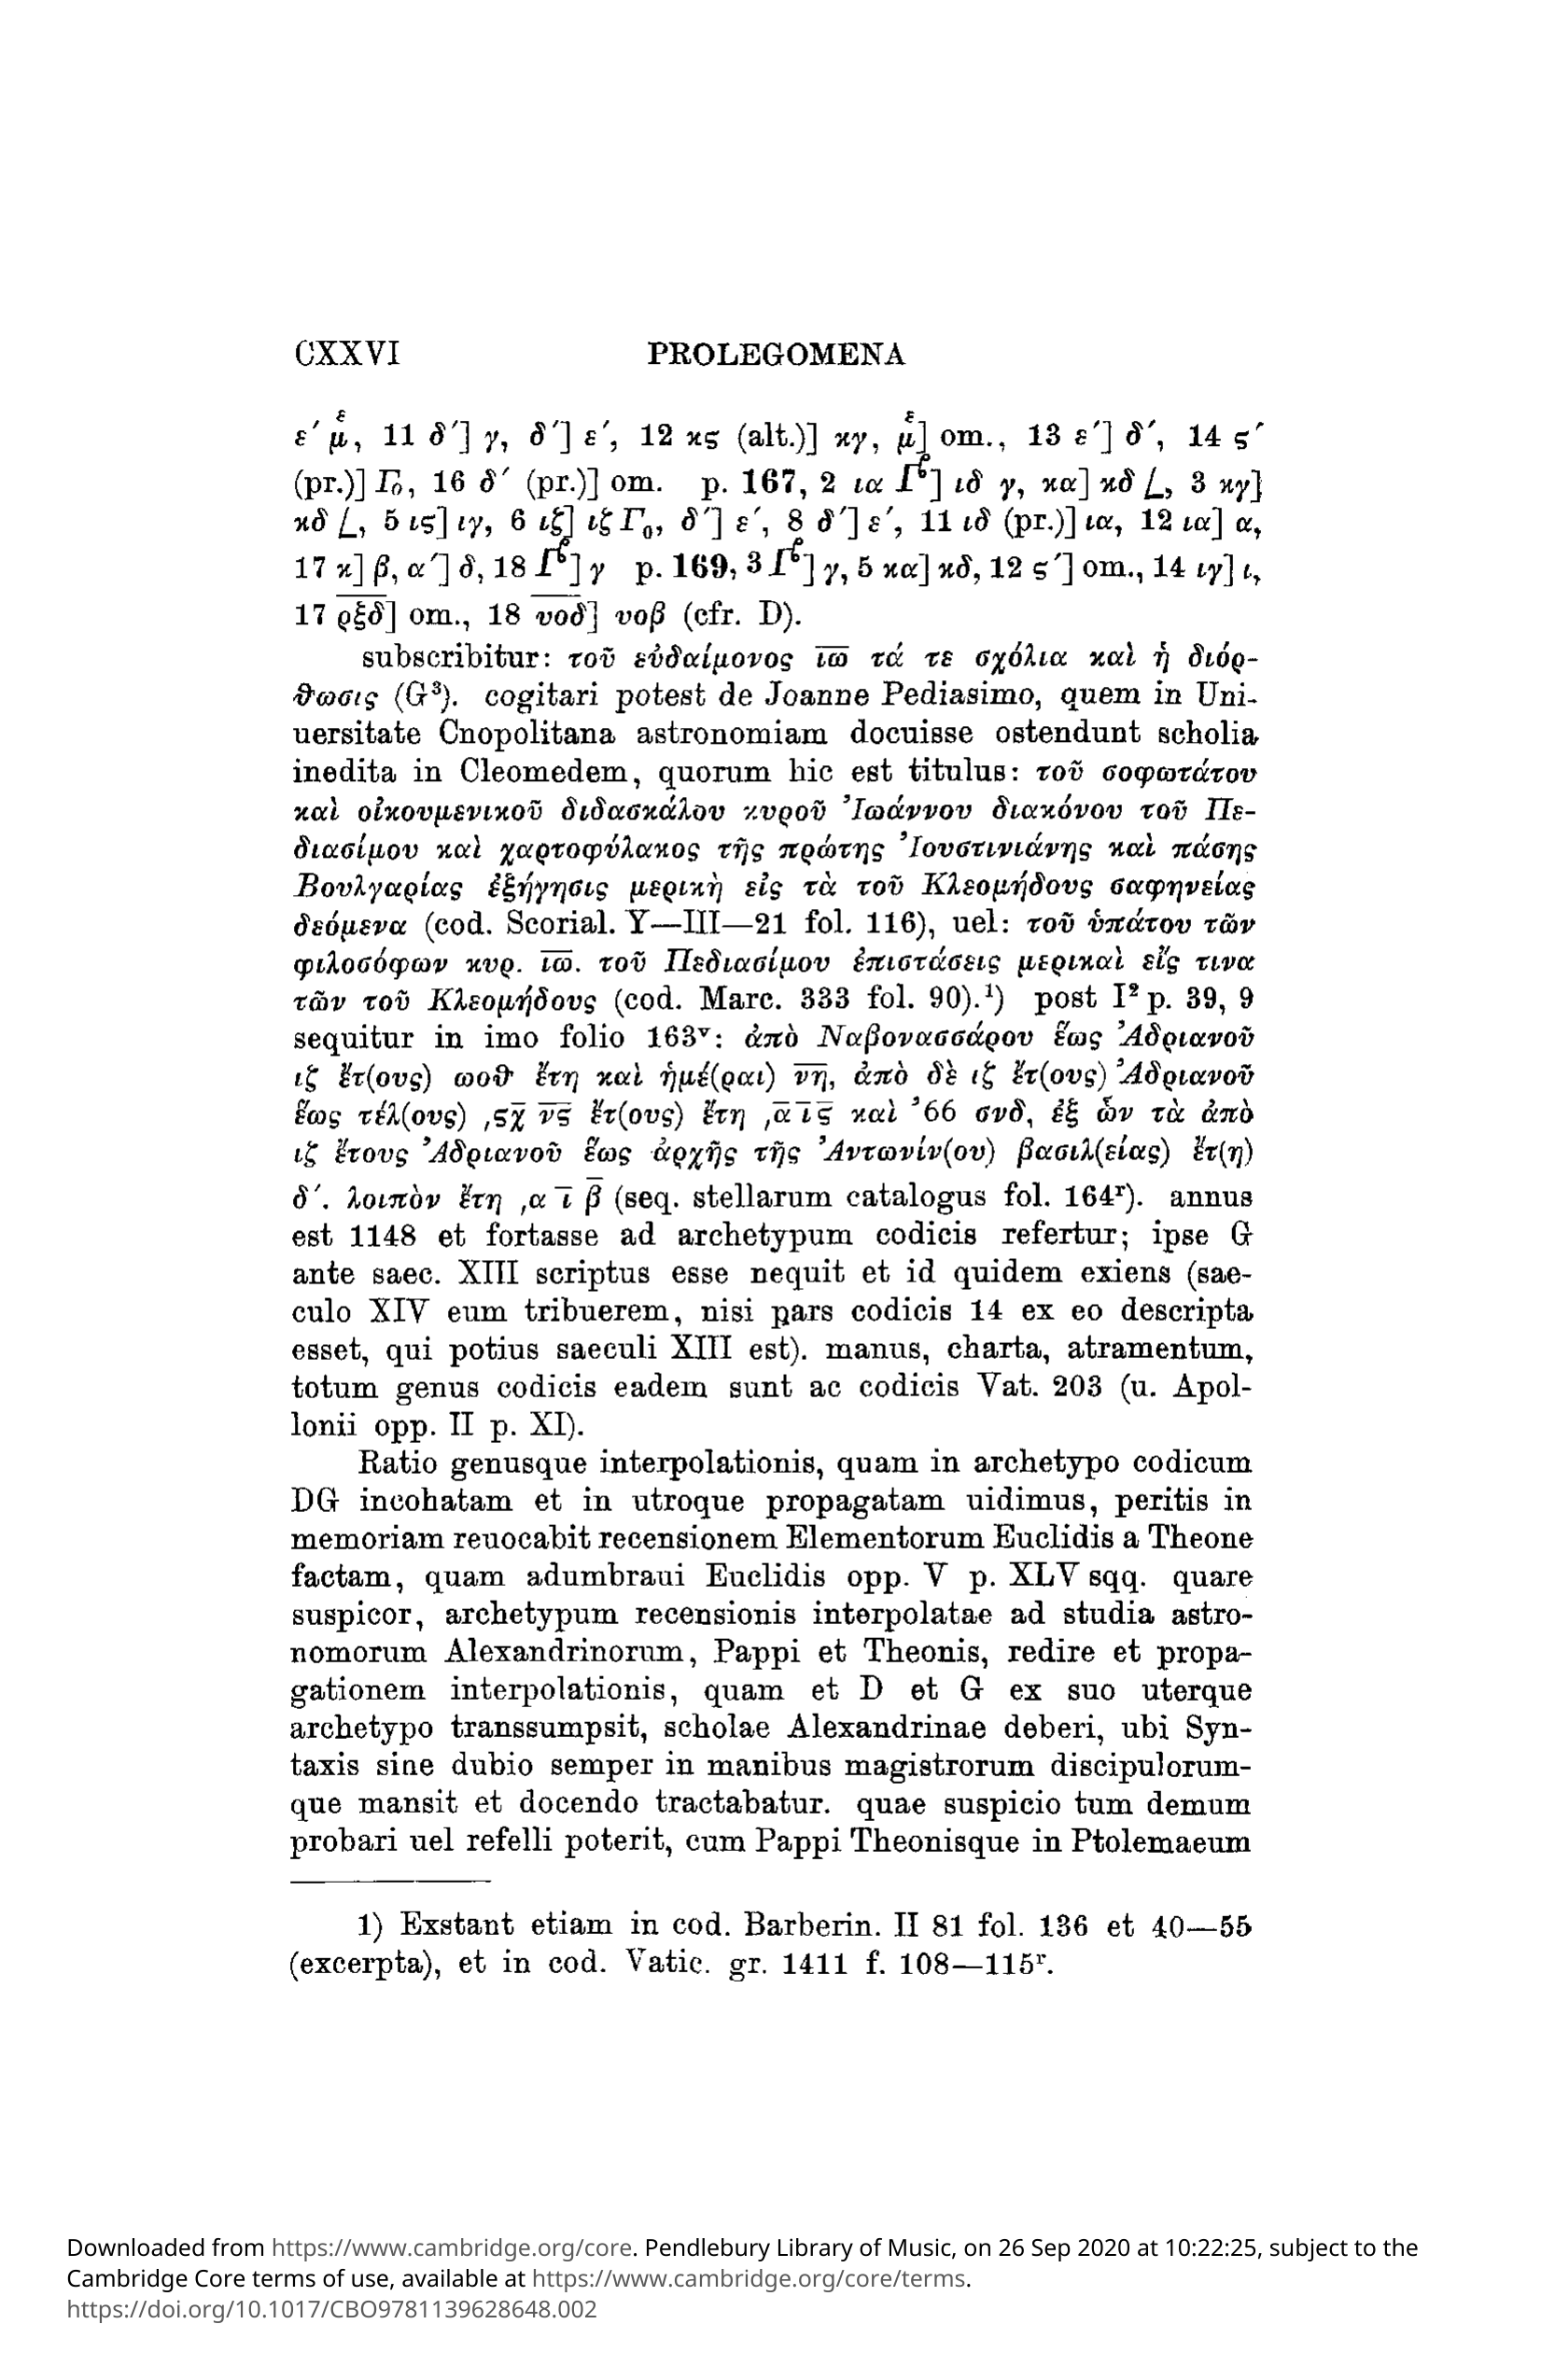 CXXVI PROLEGOMENA
ε′ μ̊ε, 11 δ′] γ, δ′] ε′, 12 κς (alt.)] κγ, μ̊ε] om., 13 ε′] δ′, 14 ς′
(pr.)] Γο, 16 δ′ (pr.)] om. p. 167, 2 ια Γο] ιδ γ, κα] κδ ∠, 3 κγ]
κδ ∠, 5 ις] ιγ, 6 ιζ] ιζ Γο, δ′] ε′, 8 δ′] ε′, 11 ιδ (pr.)] ια, 12 ια] α,
17 κ] β, α′] δ, 18 Γο] γ p. 169, 3 Γο] γ, 5 κα] κδ, 12 ς′] om., 14 ιγ] ι,
17 ρ̅ξ̅δ̅] om., 18 υ̅ο̅δ̅] υοβ (cfr. D).
subscribitur: τοῦ εὐδαίμονος ι̅ω̅ τά τε σχόλια καὶ ἡ διόρ-
θωσις (G³). cogitari potest de Joanne Pediasimo, quem in Uni-
uersitate Cnopolitana astronomiam docuisse ostendunt scholia
inedita in Cleomedem, quorum hic est titulus: τοῦ σοφωτάτου
καὶ οἰκουμενικοῦ διδασκάλου κυροῦ Ἰωάννου διακόνου τοῦ Πε-
διασίμου καὶ χαρτοφύλακος τῆς πρώτης Ἰουστινιάνης καὶ πάσης
Βουλγαρίας ἐξήγησις μερικὴ εἰς τὰ τοῦ Κλεομήδους σαφηνείας
δεόμενα (cod. Scorial. Y—III—21 fol. 116), uel: τοῦ ὑπάτου τῶν
φιλοσόφων κυρ. ι̅ω̅. τοῦ Πεδιασίμου ἐπιστάσεις μερικαὶ εἴς τινα
τῶν τοῦ Κλεομήδους (cod. Marc. 333 fol. 90).¹) post I² p. 39, 9
sequitur in imo folio 163ᵛ: ἀπὸ Ναβονασσάρου ἕως Ἀδριανοῦ
ιζ ἔτ(ους) ωοθ ἔτη καὶ ἡμέ(ραι) ν̅η̅, ἀπὸ δὲ ιζ ἔτ(ους) Ἀδριανοῦ
ἕως τέλ(ους) ͵ςχ̅ ν̅ς̅ ἔτ(ους) ἔτη ͵α̅ ι̅ς̅ καὶ ’66 σνδ, ἐξ ὧν τὰ ἀπὸ
ιζ ἔτους Ἀδριανοῦ ἕως ἀρχῆς τῆς Ἀντωνίν(ου) βασιλ(είας) ἔτ(η)
δ′. λοιπὸν ἔτη ͵α ι̅ β̅ (seq. stellarum catalogus fol. 164ʳ). annus
est 1148 et fortasse ad archetypum codicis refertur; ipse G
ante saec. XIII scriptus esse nequit et id quidem exiens (sae-
culo XIV eum tribuerem, nisi pars codicis 14 ex eo descripta
esset, qui potius saeculi XIII est). manus, charta, atramentum,
totum genus codicis eadem sunt ac codicis Vat. 203 (u. Apol-
lonii opp. II p. XI).
Ratio genusque interpolationis, quam in archetypo codicum
DG incohatam et in utroque propagatam uidimus, peritis in
memoriam reuocabit recensionem Elementorum Euclidis a Theone
factam, quam adumbraui Euclidis opp. V p. XLV sqq. quare
suspicor, archetypum recensionis interpolatae ad studia astro-
nomorum Alexandrinorum, Pappi et Theonis, redire et propa-
gationem interpolationis, quam et D et G ex suo uterque
archetypo transsumpsit, scholae Alexandrinae deberi, ubi Syn-
taxis sine dubio semper in manibus magistrorum discipulorum-
que mansit et docendo tractabatur. quae suspicio tum demum
probari uel refelli poterit, cum Pappi Theonisque in Ptolemaeum
1) Exstant etiam in cod. Barberin. II 81 fol. 136 et 40—55
(excerpta), et in cod. Vatic. gr. 1411 f. 108—115ʳ.
Downloaded from https://www.cambridge.org/core. Pendlebury Library of Music, on 26 Sep 2020 at 10:22:25, subject to the
Cambridge Core terms of use, available at https://www.cambridge.org/core/terms.
https://doi.org/10.1017/CBO9781139628648.002